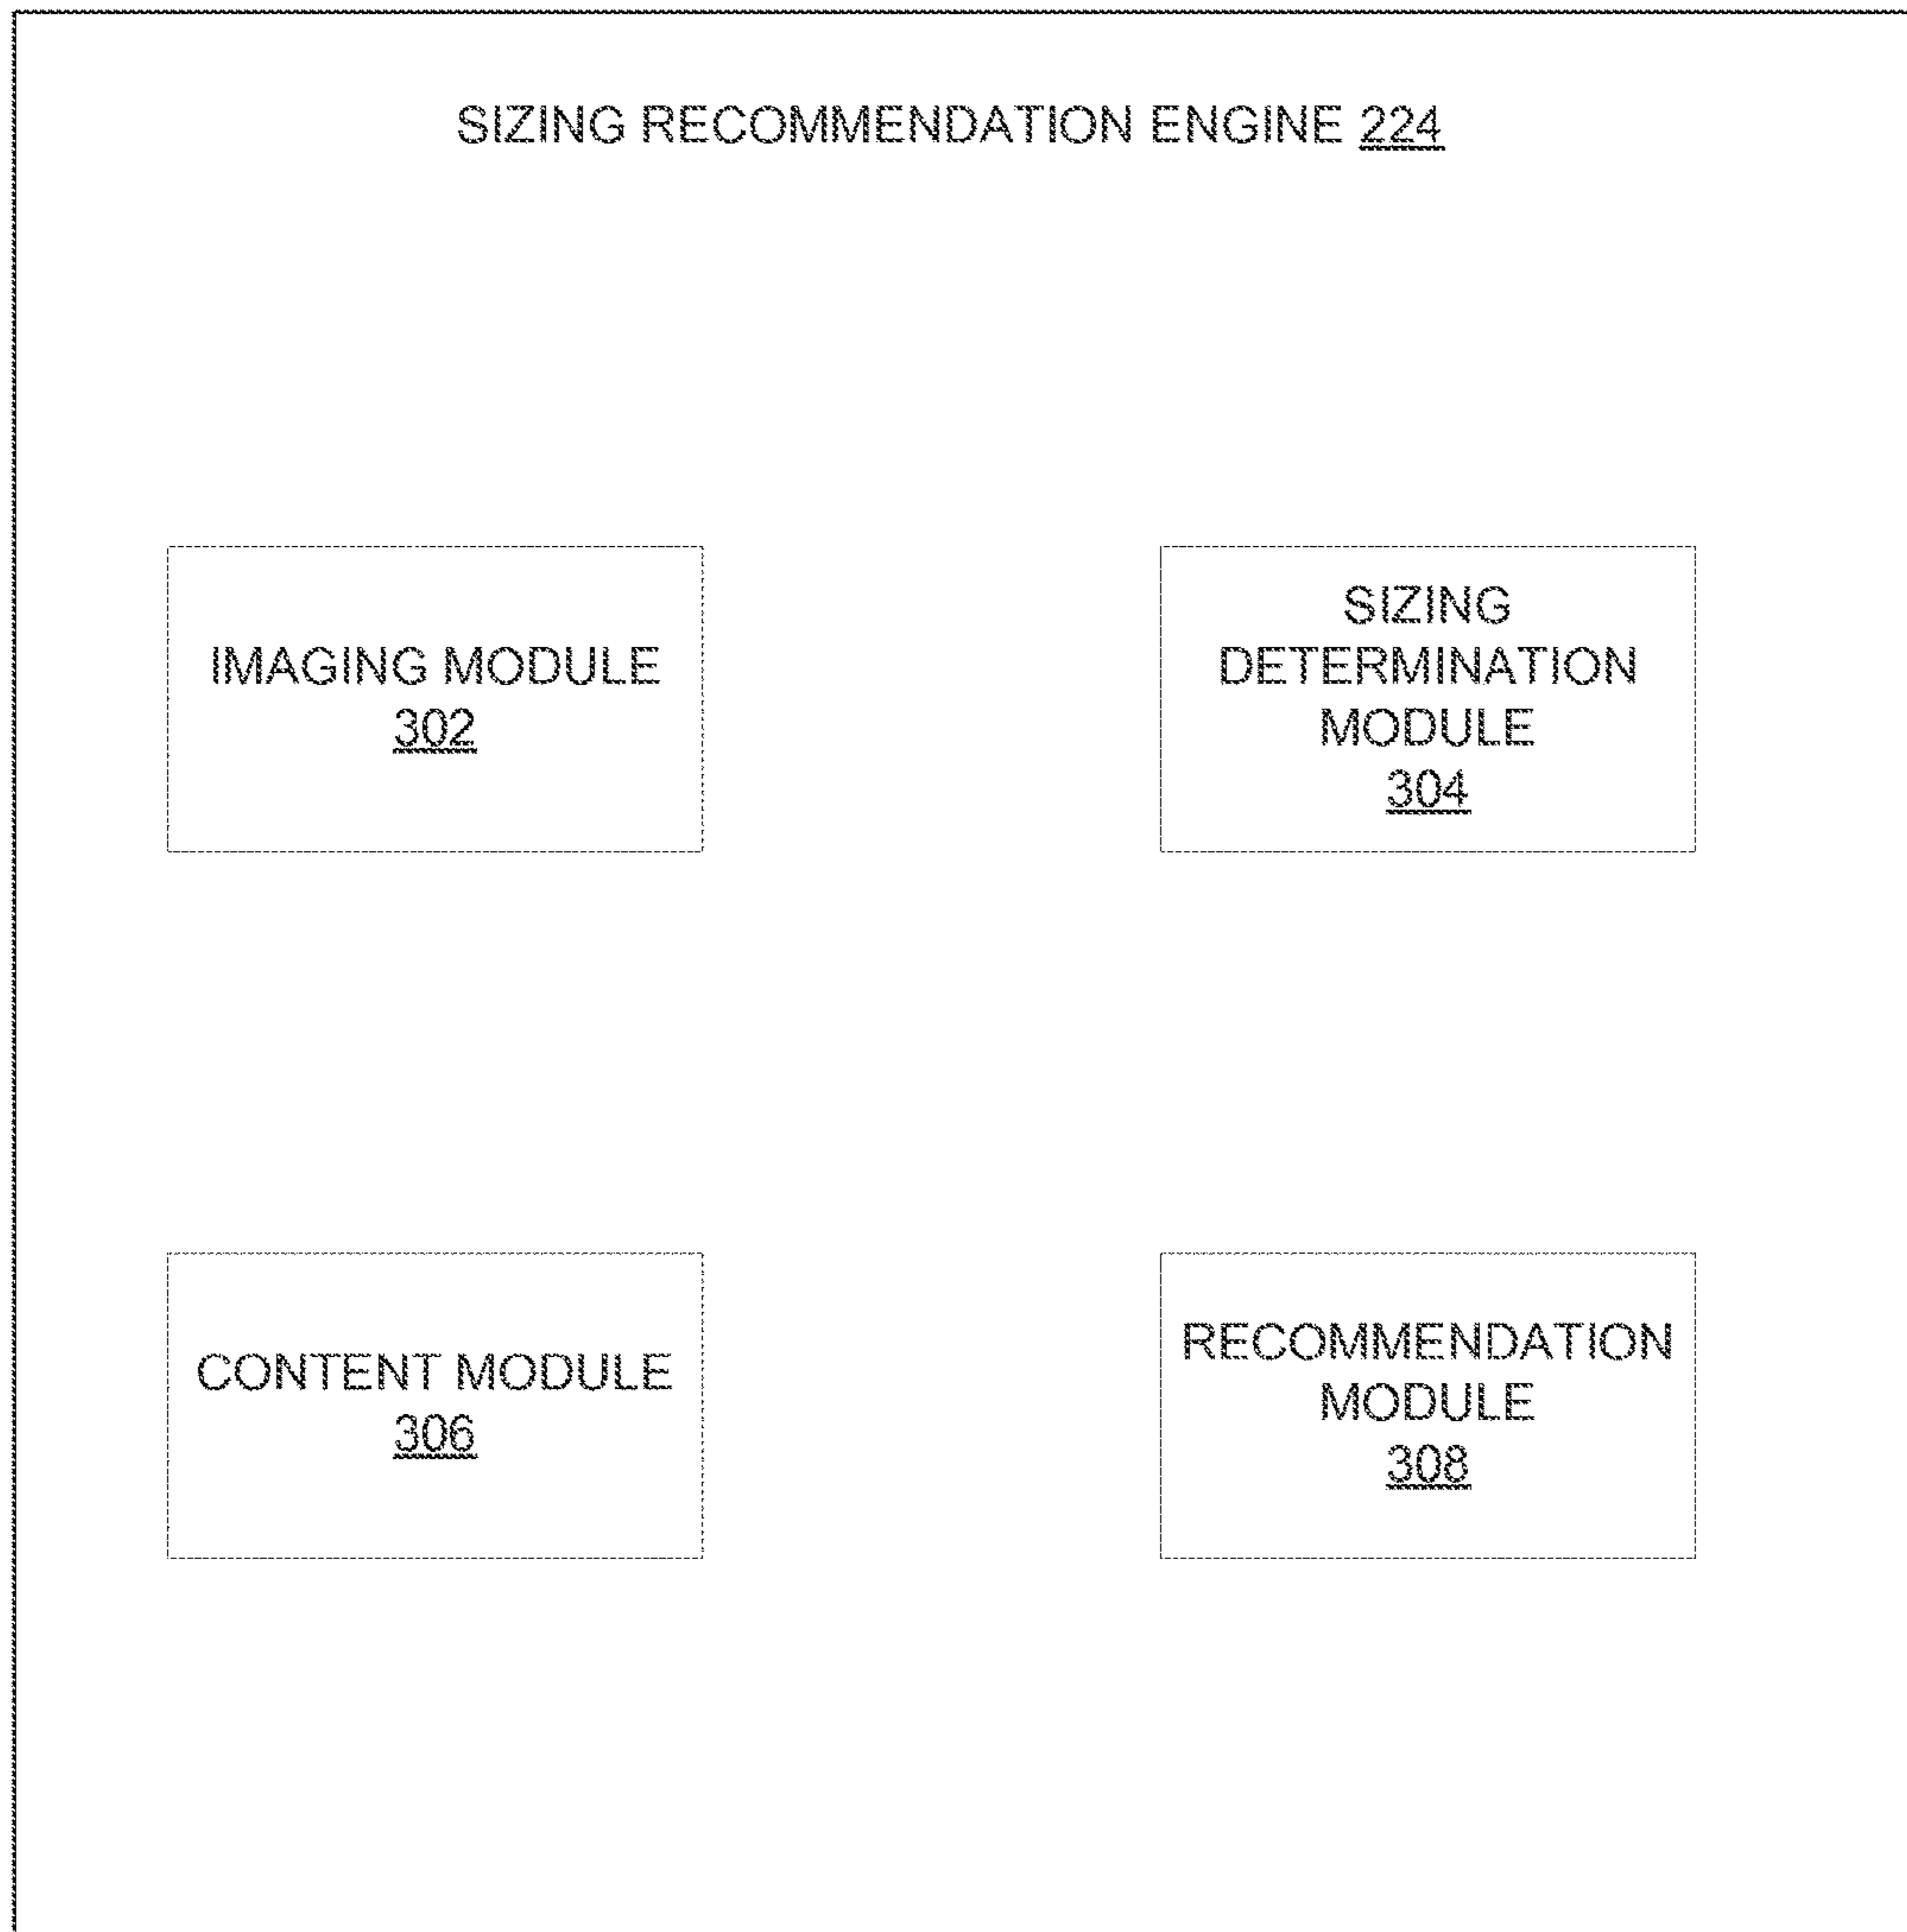 SIZING RECOMMENDATION ENGINE 224
IMAGING MODULE
302
SIZING
DETERMINATION
MODULE
304
CONTENT MODULE
306
RECOMMENDATION
MODULE
308